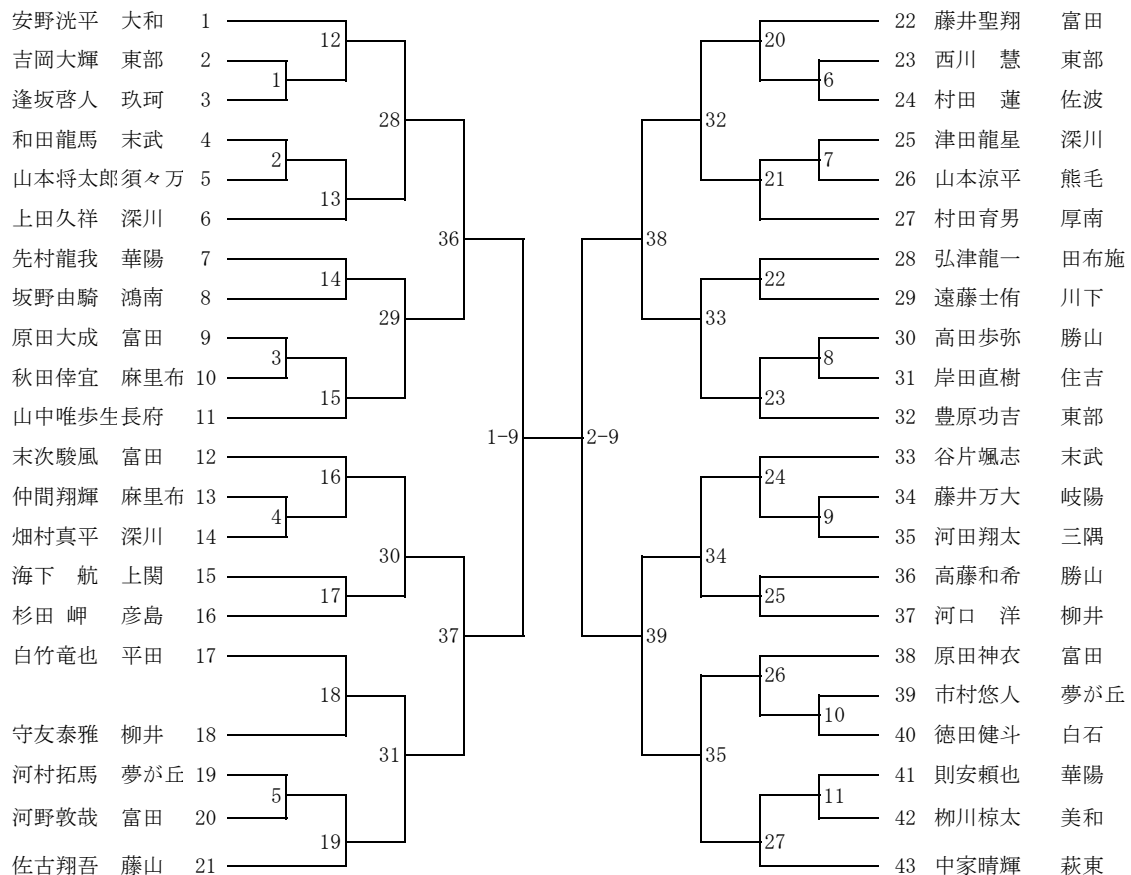 安野洸平 大和 1
吉岡大輝 東部 2
逢坂啓人 玖珂 3
和田龍馬 末武 4
山本将太郎 須々万 5
上田久祥 深川 6
先村龍我 華陽 7
坂野由騎 鴻南 8
原田大成 富田 9
秋田倖宜 麻里布 10
山中唯歩生 長府 11
末次駿風 富田 12
仲間翔輝 麻里布 13
畑村真平 深川 14
海下 航 上関 15
杉田 岬 彦島 16
白竹竜也 平田 17
守友泰雅 柳井 18
河村拓馬 夢が丘 19
河野敦哉 富田 20
佐古翔吾 藤山 21
1
2
3
4
5
12
13
14
15
16
17
18
19
28
29
30
31
36
37
1-9
2-9
38
39
32
33
34
35
20
21
22
23
24
25
26
27
6
7
8
9
10
11
22 藤井聖翔 富田
23 西川 慧 東部
24 村田 蓮 佐波
25 津田龍星 深川
26 山本涼平 熊毛
27 村田育男 厚南
28 弘津龍一 田布施
29 遠藤士侑 川下
30 高田歩弥 勝山
31 岸田直樹 住吉
32 豊原功吉 東部
33 谷片颯志 末武
34 藤井万大 岐陽
35 河田翔太 三隅
36 高藤和希 勝山
37 河口 洋 柳井
38 原田神衣 富田
39 市村悠人 夢が丘
40 徳田健斗 白石
41 則安頼也 華陽
42 栁川椋太 美和
43 中家晴輝 萩東